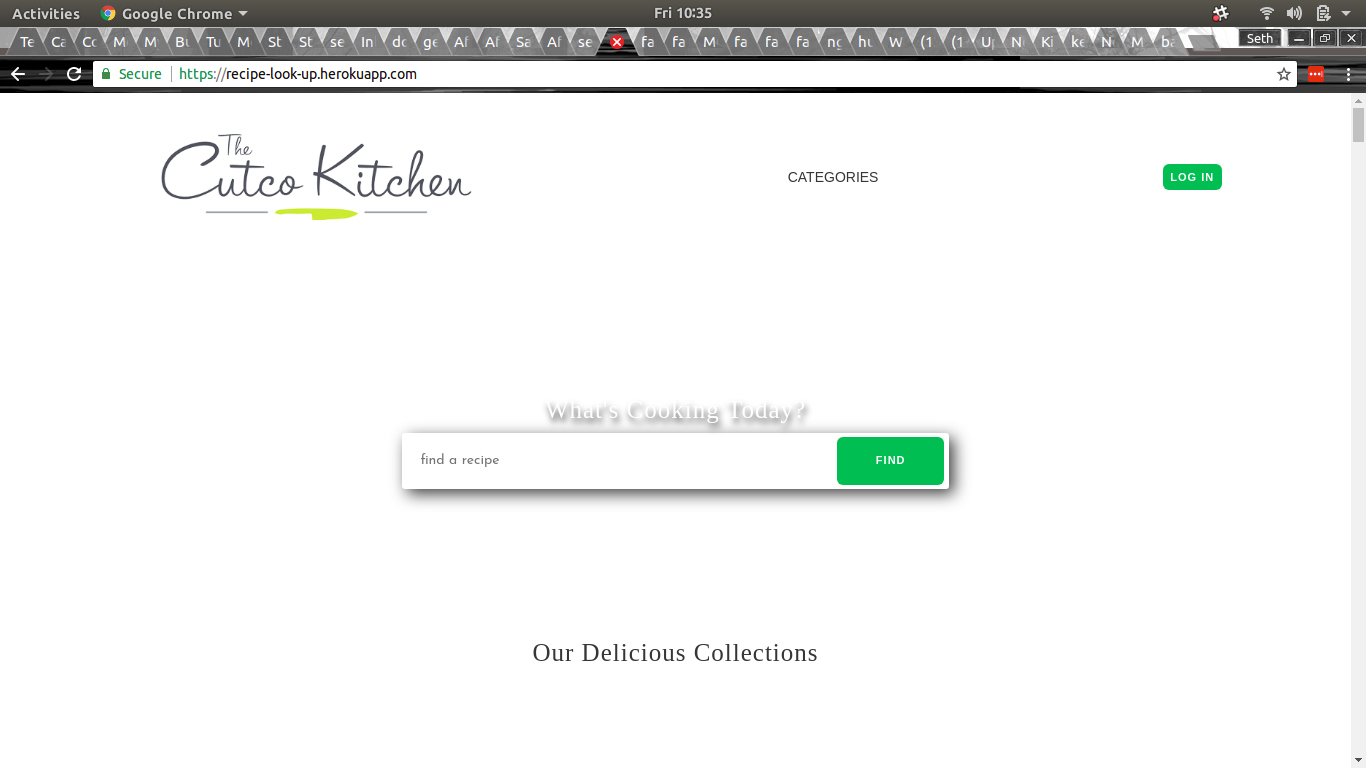 Activities Google Chrome Fri 10:35
Te Ca Co M M Bu Tu M St St se In do ge Af Af Sa Af se fa fa M fa fa fa ng hu W (1 (1 Up N Ki ke N M ba Seth
Secure https://recipe-look-up.herokuapp.com
The
Cutco Kitchen
CATEGORIES
LOG IN
What's Cooking Today?
find a recipe FIND
Our Delicious Collections